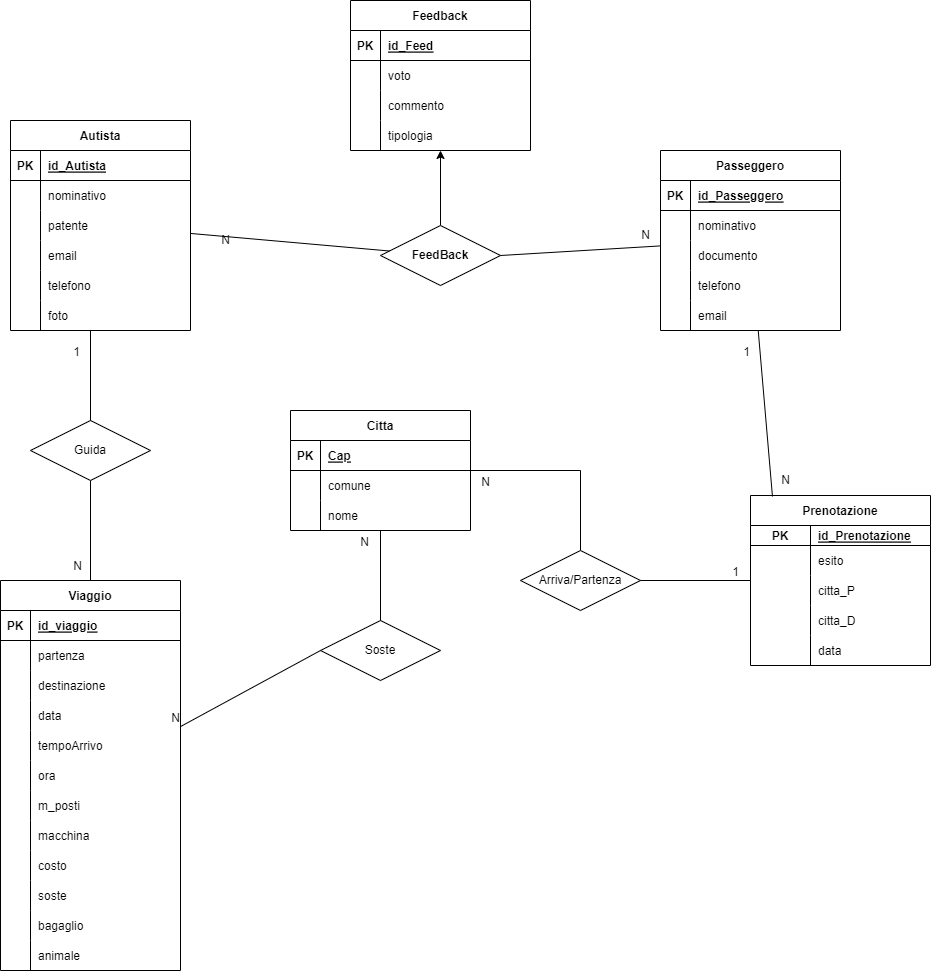 Feedback
PK id_Feed
voto
commento
tipologia
Autista
PK id_Autista
nominativo
patente
email
telefono
foto
Passeggero
PK id_Passeggero
nominativo
documento
telefono
email
N
FeedBack
N
1
1
Guida
N
Citta
PK Cap
comune
nome
N
N
N
Arriva/Partenza
1
Prenotazione
PK id_Prenotazione
esito
citta_P
citta_D
data
Soste
N
Viaggio
PK id_viaggio
partenza
destinazione
data
tempoArrivo
ora
m_posti
macchina
costo
soste
bagaglio
animale